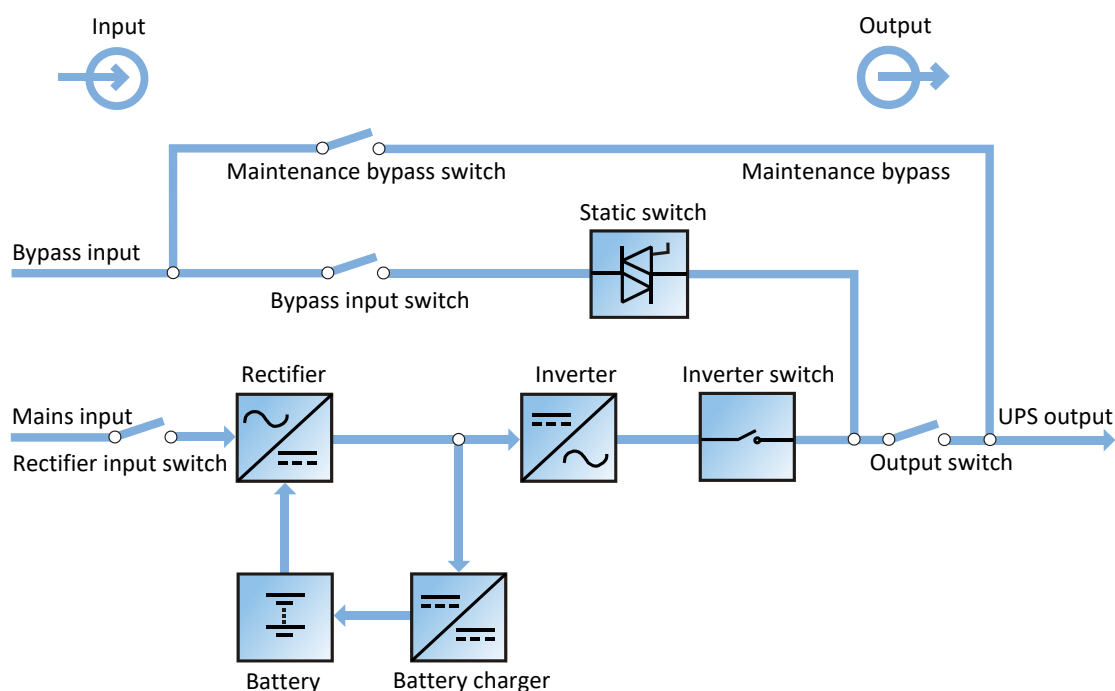 Input
Output
Maintenance bypass switch
Maintenance bypass
Static switch
Bypass input
Bypass input switch
Rectifier
Inverter
Inverter switch
Mains input
UPS output
Rectifier input switch
Output switch
Battery
Battery charger